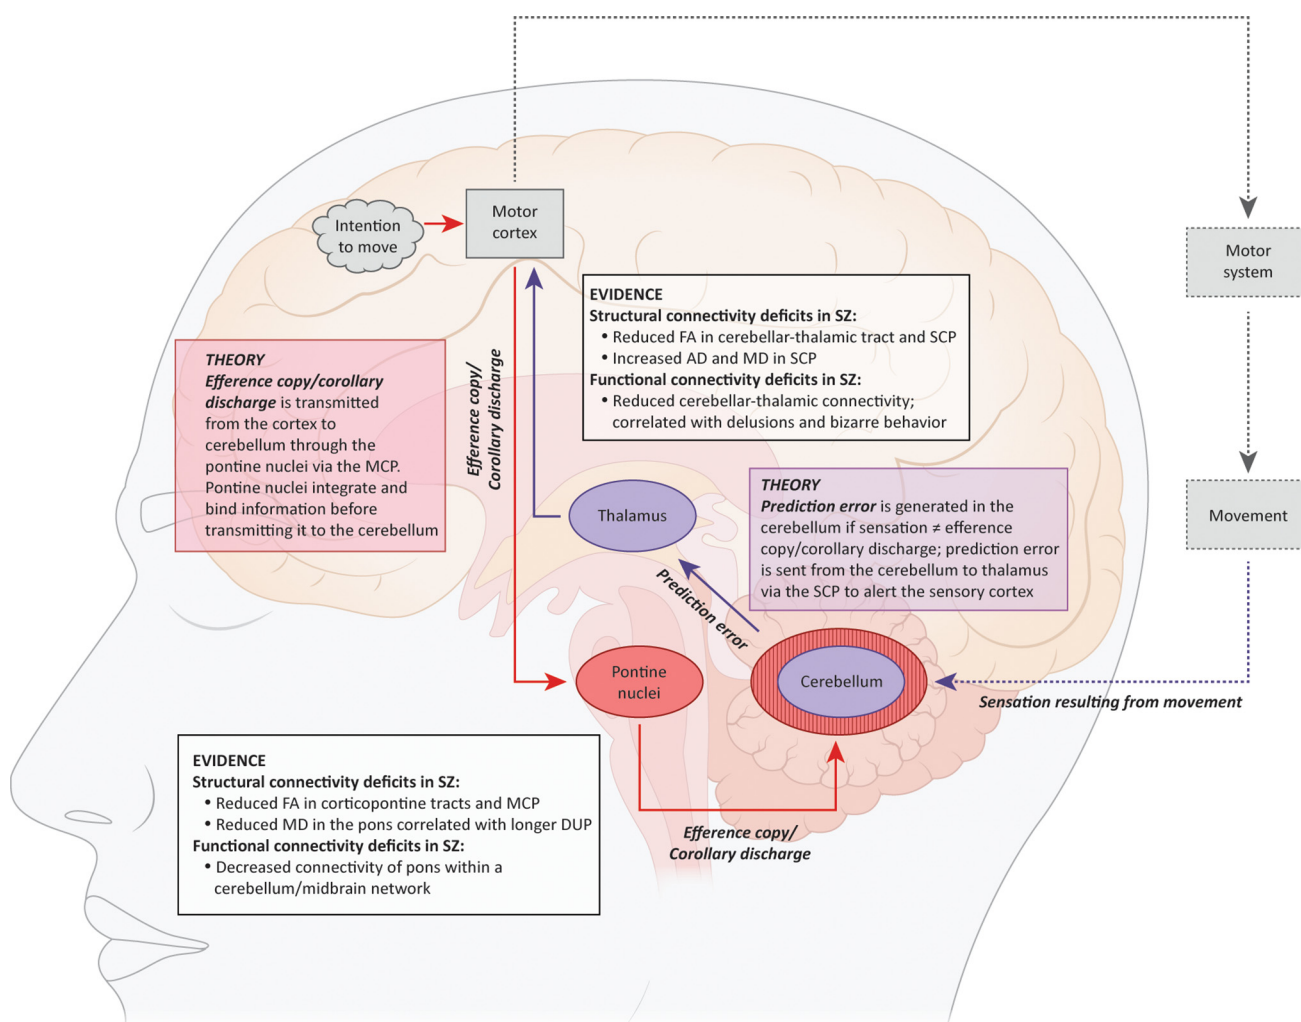 Intention
to move
Motor
cortex
Motor
system
Movement
EVIDENCE
Structural connectivity deficits in SZ:
• Reduced FA in cerebellar-thalamic tract and SCP
• Increased AD and MD in SCP
Functional connectivity deficits in SZ:
• Reduced cerebellar-thalamic connectivity;
correlated with delusions and bizarre behavior
THEORY
Efference copy/corollary
discharge is transmitted
from the cortex to
cerebellum through the
pontine nuclei via the MCP.
Pontine nuclei integrate and
bind information before
transmitting it to the cerebellum
Efference copy/
Corollary discharge
Thalamus
THEORY
Prediction error is generated in the
cerebellum if sensation ≠ efference
copy/corollary discharge; prediction error
is sent from the cerebellum to thalamus
via the SCP to alert the sensory cortex
Prediction error
Pontine
nuclei
Cerebellum
Sensation resulting from movement
EVIDENCE
Structural connectivity deficits in SZ:
• Reduced FA in corticopontine tracts and MCP
• Reduced MD in the pons correlated with longer DUP
Functional connectivity deficits in SZ:
• Decreased connectivity of pons within a
cerebellum/midbrain network
Efference copy/
Corollary discharge